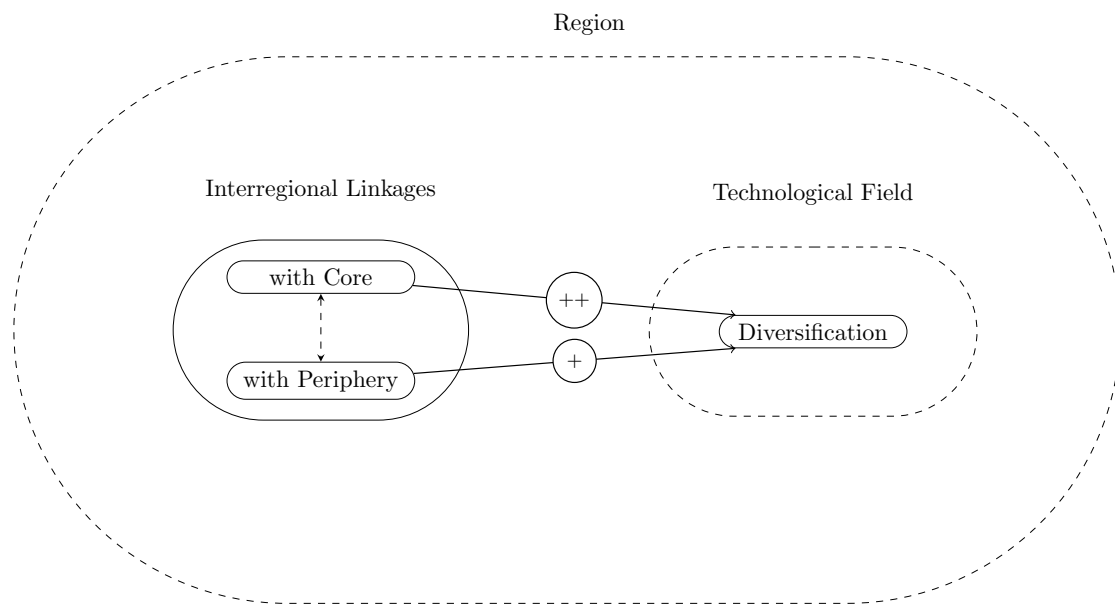 Region
Interregional Linkages
Technological Field
with Core
++
Diversification
+
with Periphery